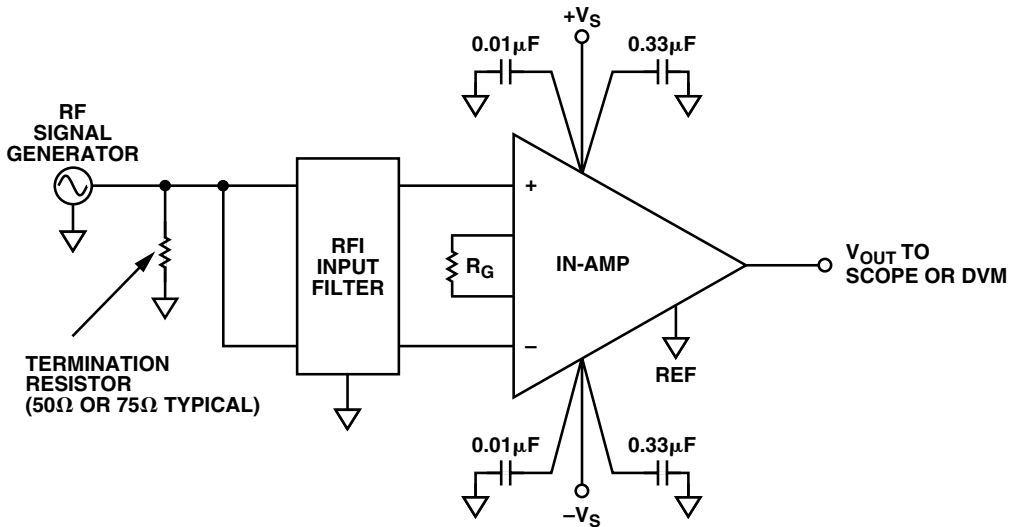 +VS
0.01µF
0.33µF
RF
SIGNAL
GENERATOR
+
RFI
INPUT
FILTER
RG
IN-AMP
VOUT TO
SCOPE OR DVM
–
REF
TERMINATION
RESISTOR
(50Ω OR 75Ω TYPICAL)
0.01µF
0.33µF
–VS